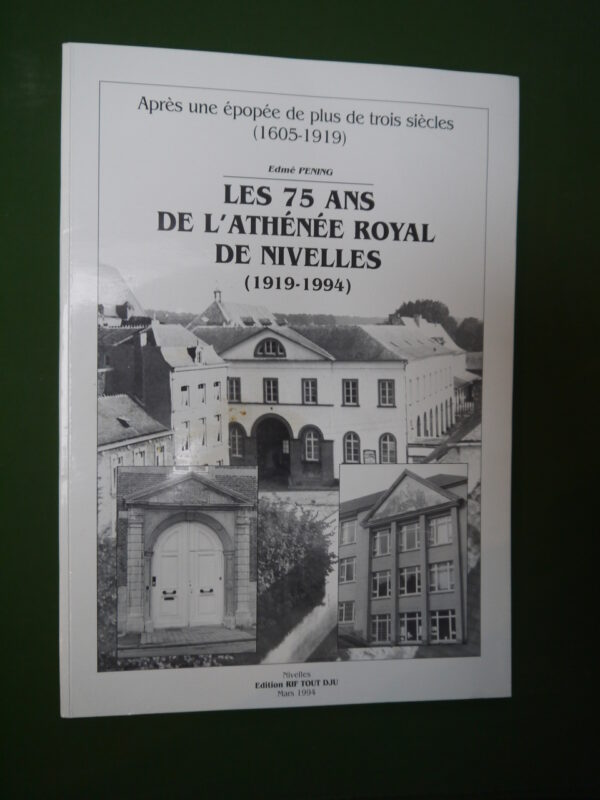 Après une épopée de plus de trois siècles
(1605-1919)
Edmé PENING
LES 75 ANS
DE L'ATHÉNÉE ROYAL
DE NIVELLES
(1919-1994)
Nivelles
Edition RIF TOUT DJU
Mars 1994